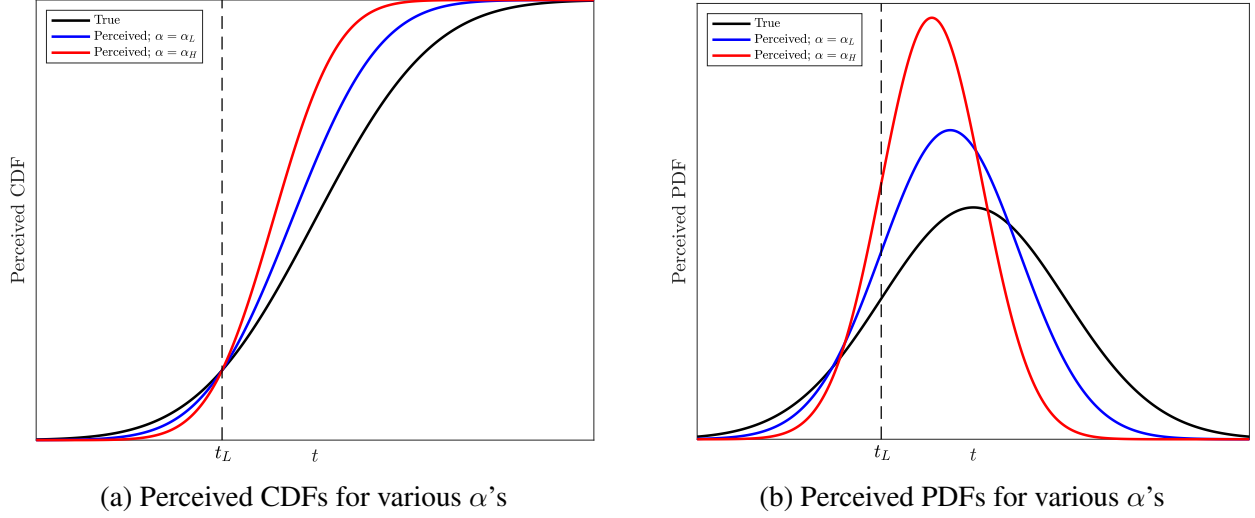 True
Perceived; α = α_L
Perceived; α = α_H
Perceived CDF
t_L
t
(a) Perceived CDFs for various α's
True
Perceived; α = α_L
Perceived; α = α_H
Perceived PDF
t_L
t
(b) Perceived PDFs for various α's